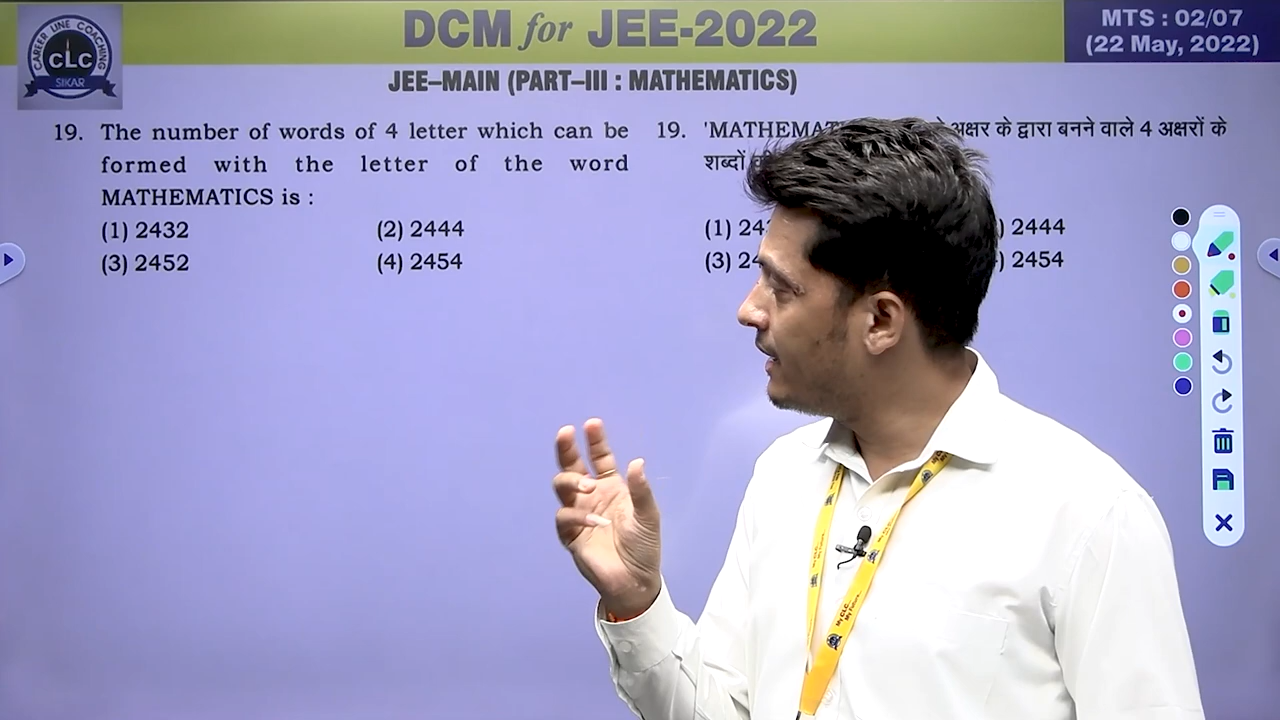 DCM for JEE-2022
MTS : 02/07
(22 May, 2022)
CAREER LINE COACHING
CLC
SIKAR
JEE–MAIN (PART–III : MATHEMATICS)
19. The number of words of 4 letter which can be
formed with the letter of the word
MATHEMATICS is :
(1) 2432 (2) 2444
(3) 2452 (4) 2454
19. अक्षर के द्वारा बनने वाले 4 अक्षरों के
शब्दों
(1) 2444
(3) 2454